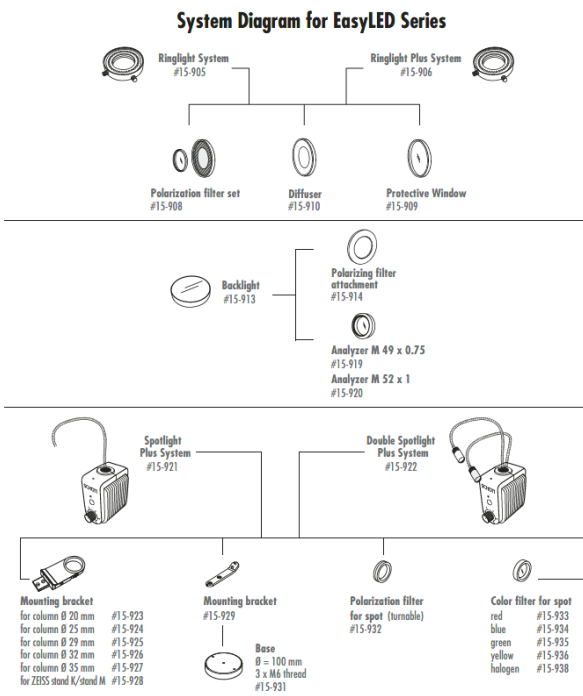 System Diagram for EasyLED Series
Ringlight System
#15-905
Ringlight Plus System
#15-906
Polarization filter set
#15-908
Diffuser
#15-910
Protective Window
#15-909
Backlight
#15-913
Polarizing filter
attachment
#15-914
Analyzer M 49 x 0.75
#15-919
Analyzer M 52 x 1
#15-920
Spotlight
Plus System
#15-921
Double Spotlight
Plus System
#15-922
SCHOTT
SCHOTT
Mounting bracket
for column Ø 20 mm #15-923
for column Ø 25 mm #15-924
for column Ø 29 mm #15-925
for column Ø 32 mm #15-926
for column Ø 35 mm #15-927
for ZEISS stand K/stand M #15-928
Mounting bracket
#15-929
Base
Ø = 100 mm
3 x M6 thread
#15-931
Polarization filter
for spot (turnable)
#15-932
Color filter for spot
red #15-933
blue #15-934
green #15-935
yellow #15-936
halogen #15-938